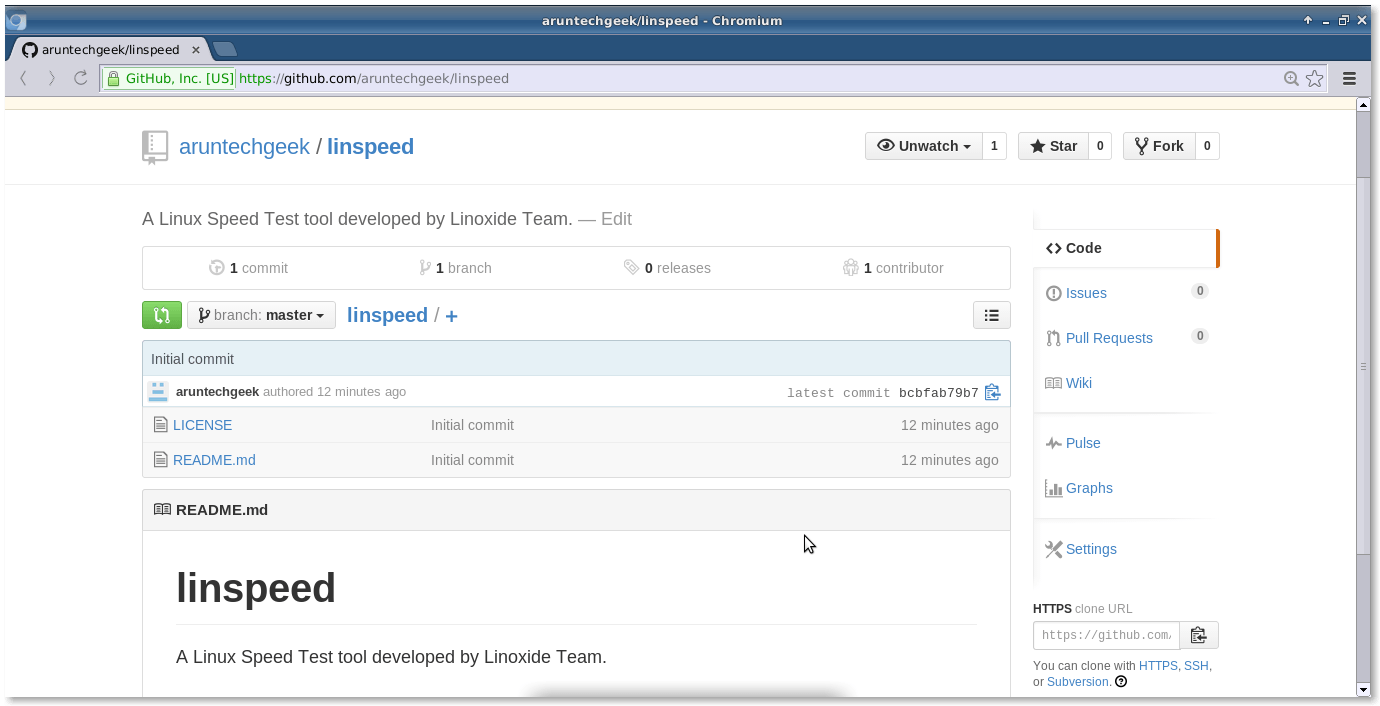 aruntechgeek/linspeed - Chromium
aruntechgeek/linspeed
GitHub, Inc. [US] https://github.com/aruntechgeek/linspeed
aruntechgeek / linspeed
Unwatch 1 Star 0 Fork 0
A Linux Speed Test tool developed by Linoxide Team. — Edit
1 commit 1 branch 0 releases 1 contributor
branch: master linspeed / +
Initial commit
aruntechgeek authored 12 minutes ago latest commit bcbfab79b7
LICENSE Initial commit 12 minutes ago
README.md Initial commit 12 minutes ago
README.md
linspeed
A Linux Speed Test tool developed by Linoxide Team.
Code
Issues 0
Pull Requests 0
Wiki
Pulse
Graphs
Settings
HTTPS clone URL
https://github.com/
You can clone with HTTPS, SSH,
or Subversion.